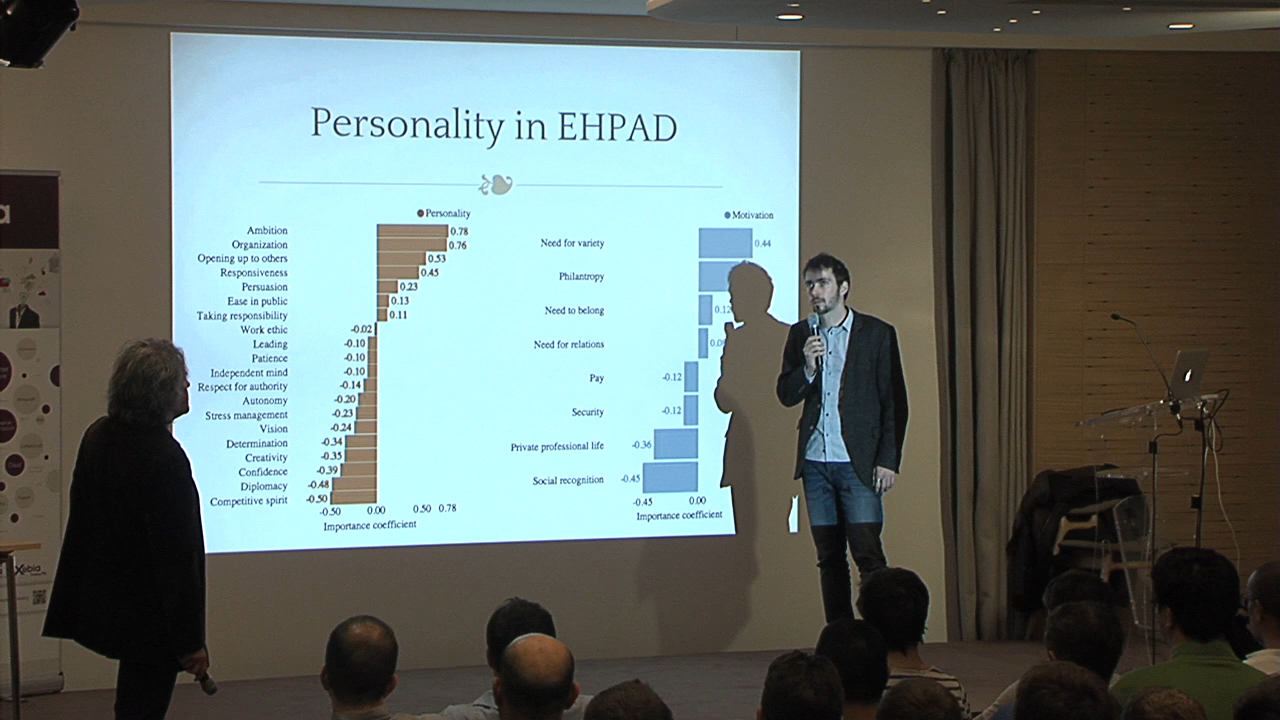 Personality in EHPAD
Personality
Ambition 0.78
Organization 0.76
Opening up to others 0.53
Responsiveness 0.45
Persuasion 0.23
Ease in public 0.13
Taking responsibility 0.11
Work ethic -0.02
Leading -0.10
Patience -0.10
Independent mind -0.10
Respect for authority -0.14
Autonomy -0.20
Stress management -0.23
Vision -0.24
Determination -0.34
Creativity -0.35
Confidence -0.39
Diplomacy -0.48
Competitive spirit -0.50
-0.50 0.00 0.50 0.78
Importance coefficient
Motivation
Need for variety 0.44
Philantropy
Need to belong 0.12
Need for relations
Pay -0.12
Security -0.12
Private professional life -0.36
Social recognition -0.45
-0.45 0.00
Importance coefficient
a
Xebia